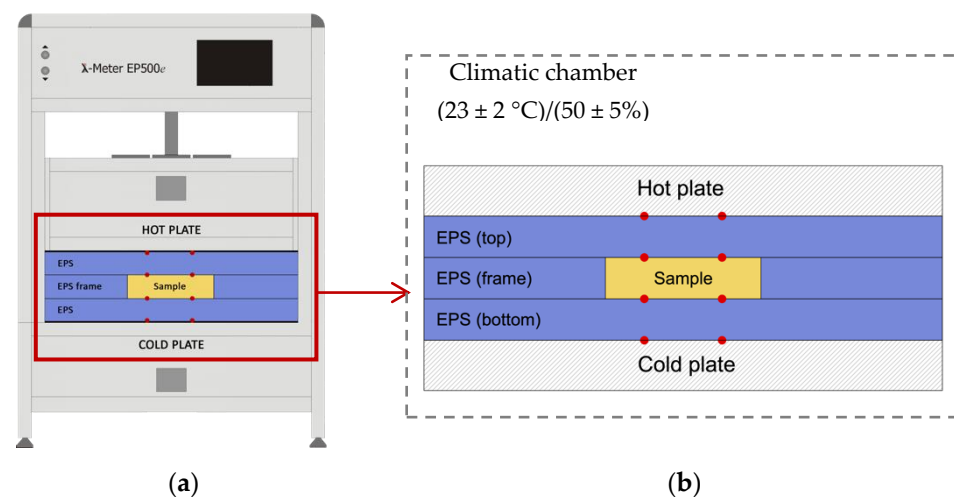 λ-Meter EP500e
HOT PLATE
EPS
EPS frame
Sample
EPS
COLD PLATE
(a)
Climatic chamber
(23 ± 2 °C)/(50 ± 5%)
Hot plate
EPS (top)
EPS (frame)
Sample
EPS (bottom)
Cold plate
(b)